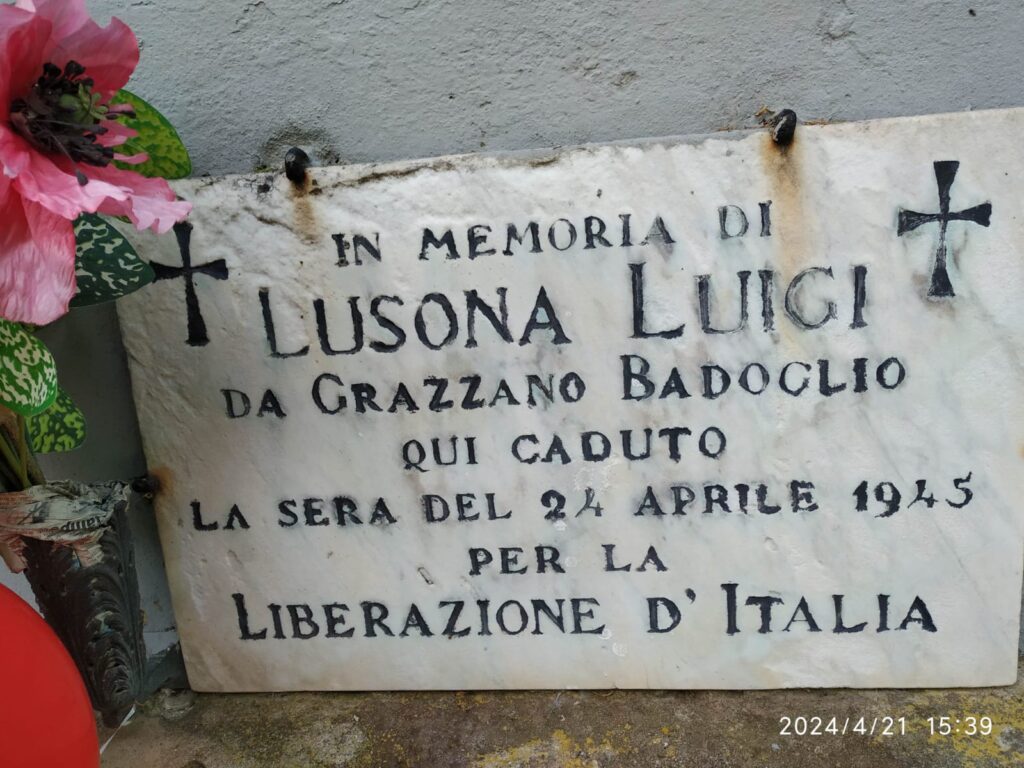 IN MEMORIA DI
LUSONA LUIGI
DA GRAZZANO BADOGLIO
QUI CADUTO
LA SERA DEL 24 APRILE 1945
PER LA
LIBERAZIONE D'ITALIA
2024/4/21 15:39